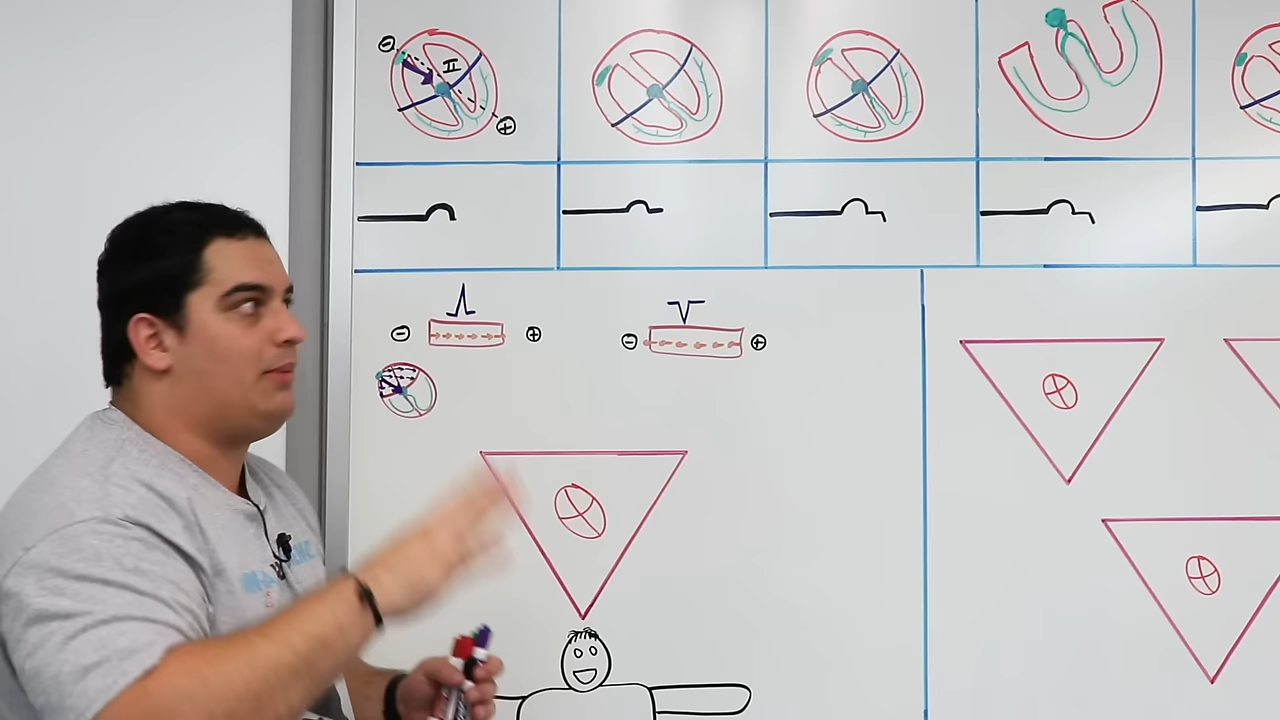 ⊖
II
⊕
⊖ ⊕ ⊖ ⊕